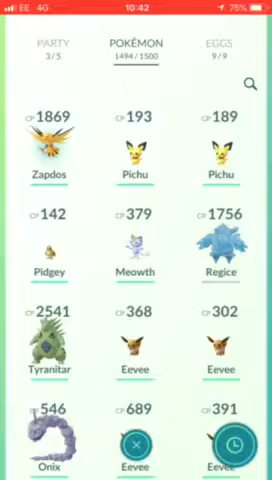 EE 4G 10:42 75%
PARTY POKÉMON EGGS
3/5 1494 / 1500 9/9
CP1869 CP193 CP189
Zapdos Pichu Pichu
CP142 CP379 CP1756
Pidgey Meowth Regice
CP2541 CP368 CP302
Tyranitar Eevee Eevee
CP546 CP689 CP391
Onix Eevee Eevee